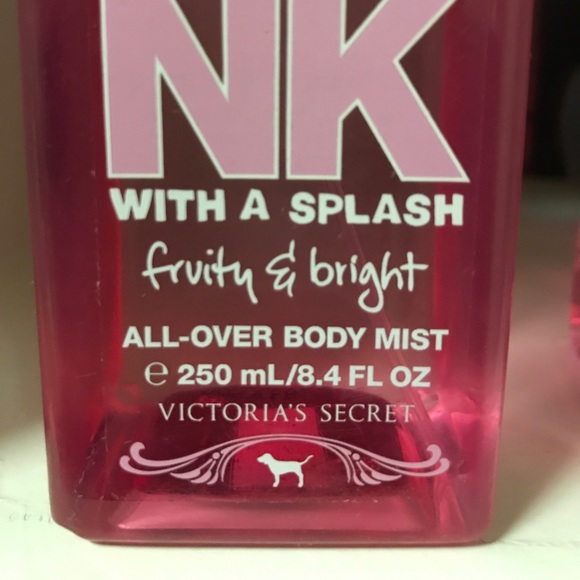 NK
WITH A SPLASH
fruity & bright
ALL-OVER BODY MIST
℮ 250 mL/8.4 FL OZ
VICTORIA'S SECRET